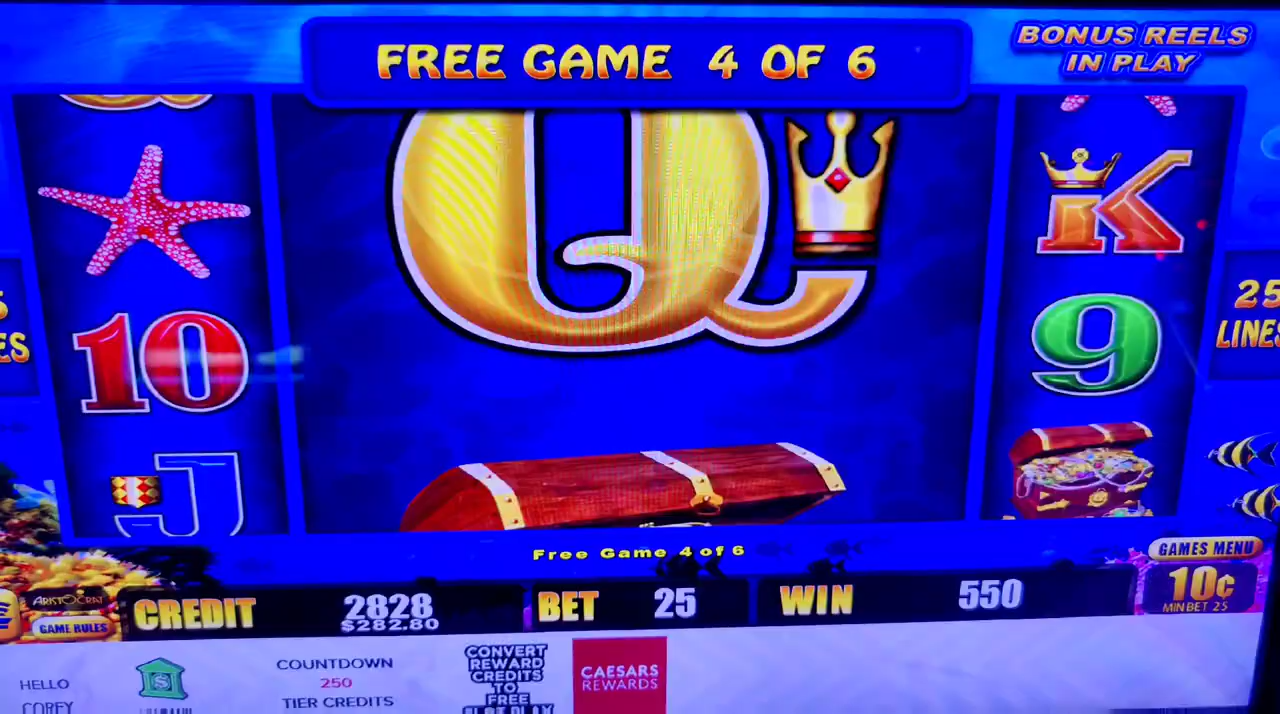 FREE GAME 4 OF 6
BONUS REELS
IN PLAY
Q
K
10
9
J
25
LINES
Free Game 4 of 6
GAMES MENU
10¢
MIN BET 25
ARISTOCRAT
GAME RULES
CREDIT 2828
$282.80
BET 25
WIN 550
HELLO
COREY
COUNTDOWN
250
TIER CREDITS
CONVERT
REWARD
CREDITS
TO
FREE
SLOT PLAY
CAESARS
REWARDS